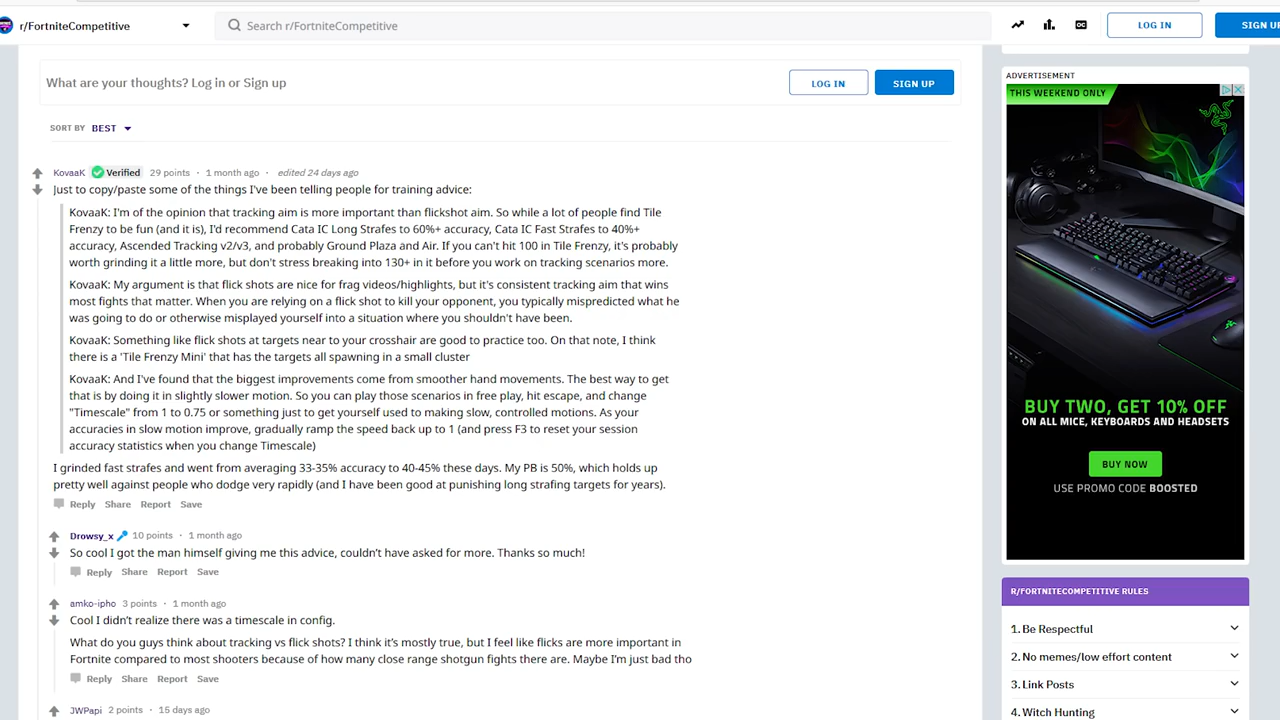 r/FortniteCompetitive
Search r/FortniteCompetitive
LOG IN
SIGN UP
What are your thoughts? Log in or Sign up
LOG IN
SIGN UP
SORT BY BEST
KovaaK Verified 29 points · 1 month ago · edited 24 days ago
Just to copy/paste some of the things I've been telling people for training advice:
KovaaK: I'm of the opinion that tracking aim is more important than flickshot aim. So while a lot of people find Tile
Frenzy to be fun (and it is), I'd recommend Cata IC Long Strafes to 60%+ accuracy, Cata IC Fast Strafes to 40%+
accuracy, Ascended Tracking v2/v3, and probably Ground Plaza and Air. If you can't hit 100 in Tile Frenzy, it's probably
worth grinding it a little more, but don't stress breaking into 130+ in it before you work on tracking scenarios more.
KovaaK: My argument is that flick shots are nice for frag videos/highlights, but it's consistent tracking aim that wins
most fights that matter. When you are relying on a flick shot to kill your opponent, you typically mispredicted what he
was going to do or otherwise misplayed yourself into a situation where you shouldn't have been.
KovaaK: Something like flick shots at targets near to your crosshair are good to practice too. On that note, I think
there is a 'Tile Frenzy Mini' that has the targets all spawning in a small cluster
KovaaK: And I've found that the biggest improvements come from smoother hand movements. The best way to get
that is by doing it in slightly slower motion. So you can play those scenarios in free play, hit escape, and change
"Timescale" from 1 to 0.75 or something just to get yourself used to making slow, controlled motions. As your
accuracies in slow motion improve, gradually ramp the speed back up to 1 (and press F3 to reset your session
accuracy statistics when you change Timescale)
I grinded fast strafes and went from averaging 33-35% accuracy to 40-45% these days. My PB is 50%, which holds up
pretty well against people who dodge very rapidly (and I have been good at punishing long strafing targets for years).
Reply Share Report Save
Drowsy_x 10 points · 1 month ago
So cool I got the man himself giving me this advice, couldn't have asked for more. Thanks so much!
Reply Share Report Save
amko-ipho 3 points · 1 month ago
Cool I didn't realize there was a timescale in config.
What do you guys think about tracking vs flick shots? I think it's mostly true, but I feel like flicks are more important in
Fortnite compared to most shooters because of how many close range shotgun fights there are. Maybe I'm just bad tho
Reply Share Report Save
JWPapi 2 points · 15 days ago
ADVERTISEMENT
THIS WEEKEND ONLY
BUY TWO, GET 10% OFF
ON ALL MICE, KEYBOARDS AND HEADSETS
BUY NOW
USE PROMO CODE BOOSTED
R/FORTNITECOMPETITIVE RULES
1. Be Respectful
2. No memes/low effort content
3. Link Posts
4. Witch Hunting